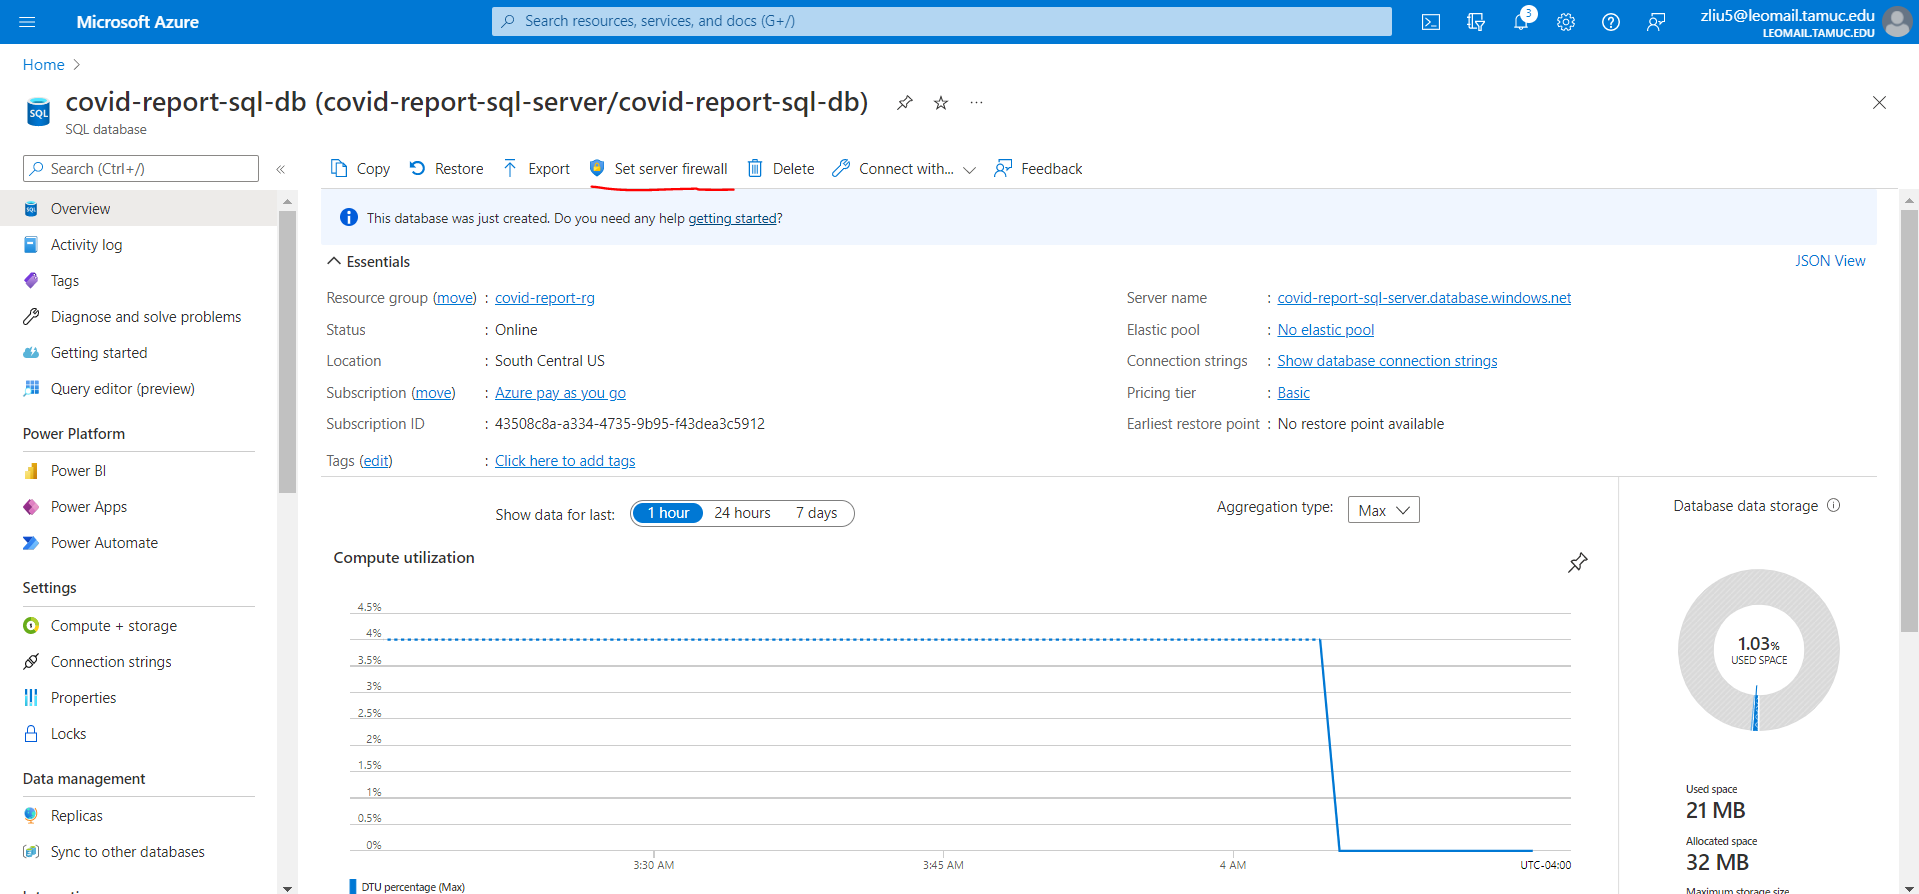 Microsoft Azure
Search resources, services, and docs (G+/)
3
zliu5@leomail.tamuc.edu
LEOMAIL.TAMUC.EDU
Home
covid-report-sql-db (covid-report-sql-server/covid-report-sql-db)
SQL
SQL database
Search (Ctrl+/)
Copy
Restore
Export
Set server firewall
Delete
Connect with...
Feedback
Overview
Activity log
Tags
Diagnose and solve problems
Getting started
Query editor (preview)
Power Platform
Power BI
Power Apps
Power Automate
Settings
Compute + storage
Connection strings
Properties
Locks
Data management
Replicas
Sync to other databases
This database was just created. Do you need any help getting started?
Essentials
JSON View
Resource group (move) : covid-report-rg
Status : Online
Location : South Central US
Subscription (move) : Azure pay as you go
Subscription ID : 43508c8a-a334-4735-9b95-f43dea3c5912
Tags (edit) : Click here to add tags
Server name : covid-report-sql-server.database.windows.net
Elastic pool : No elastic pool
Connection strings : Show database connection strings
Pricing tier : Basic
Earliest restore point : No restore point available
Show data for last: 1 hour 24 hours 7 days
Aggregation type: Max
Compute utilization
4.5%
4%
3.5%
3%
2.5%
2%
1.5%
1%
0.5%
0%
3:30 AM
3:45 AM
4 AM
UTC-04:00
DTU percentage (Max)
Database data storage
1.03%
USED SPACE
Used space
21 MB
Allocated space
32 MB
Maximum storage size